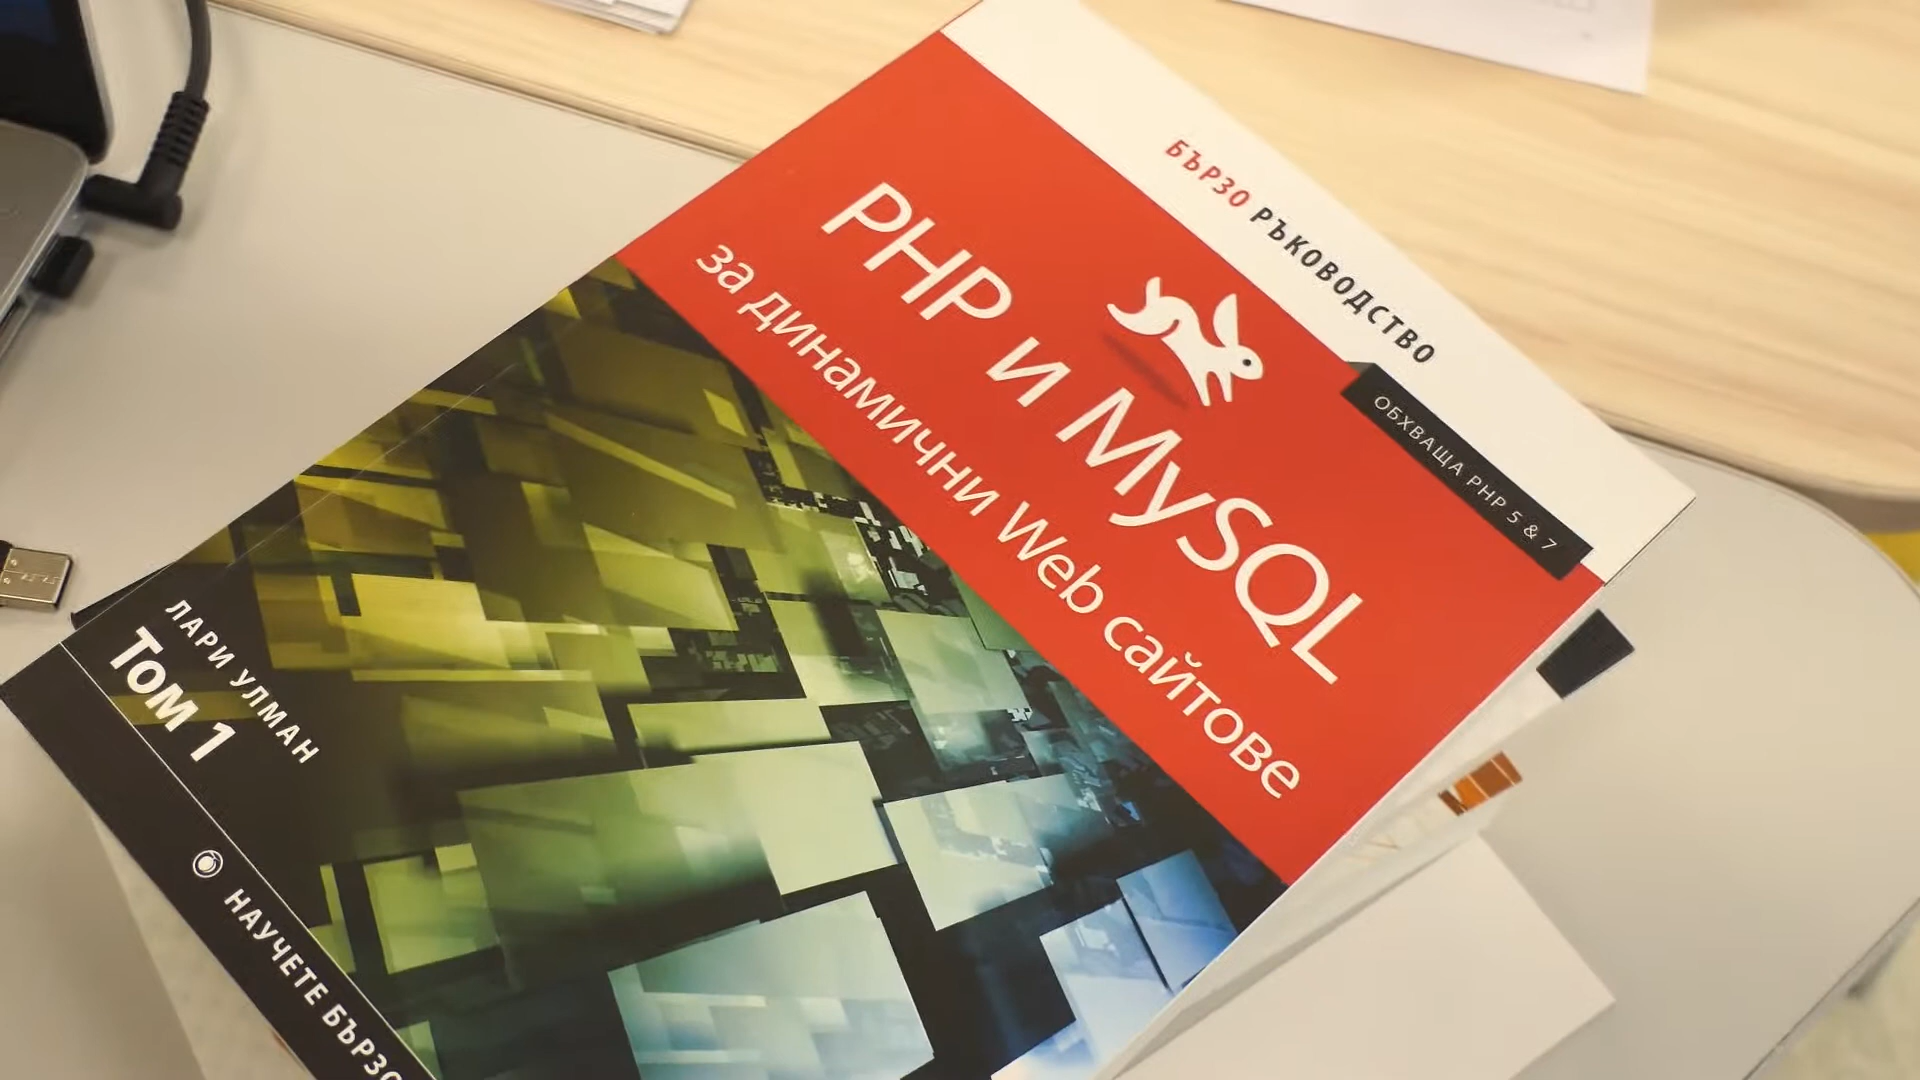 БЪРЗО РЪКОВОДСТВО
ОБХВАЩА PHP 5 & 7
PHP и MySQL
за динамични Web сайтове
ЛАРИ УЛМАН
Том 1
НАУЧЕТЕ БЪРЗО